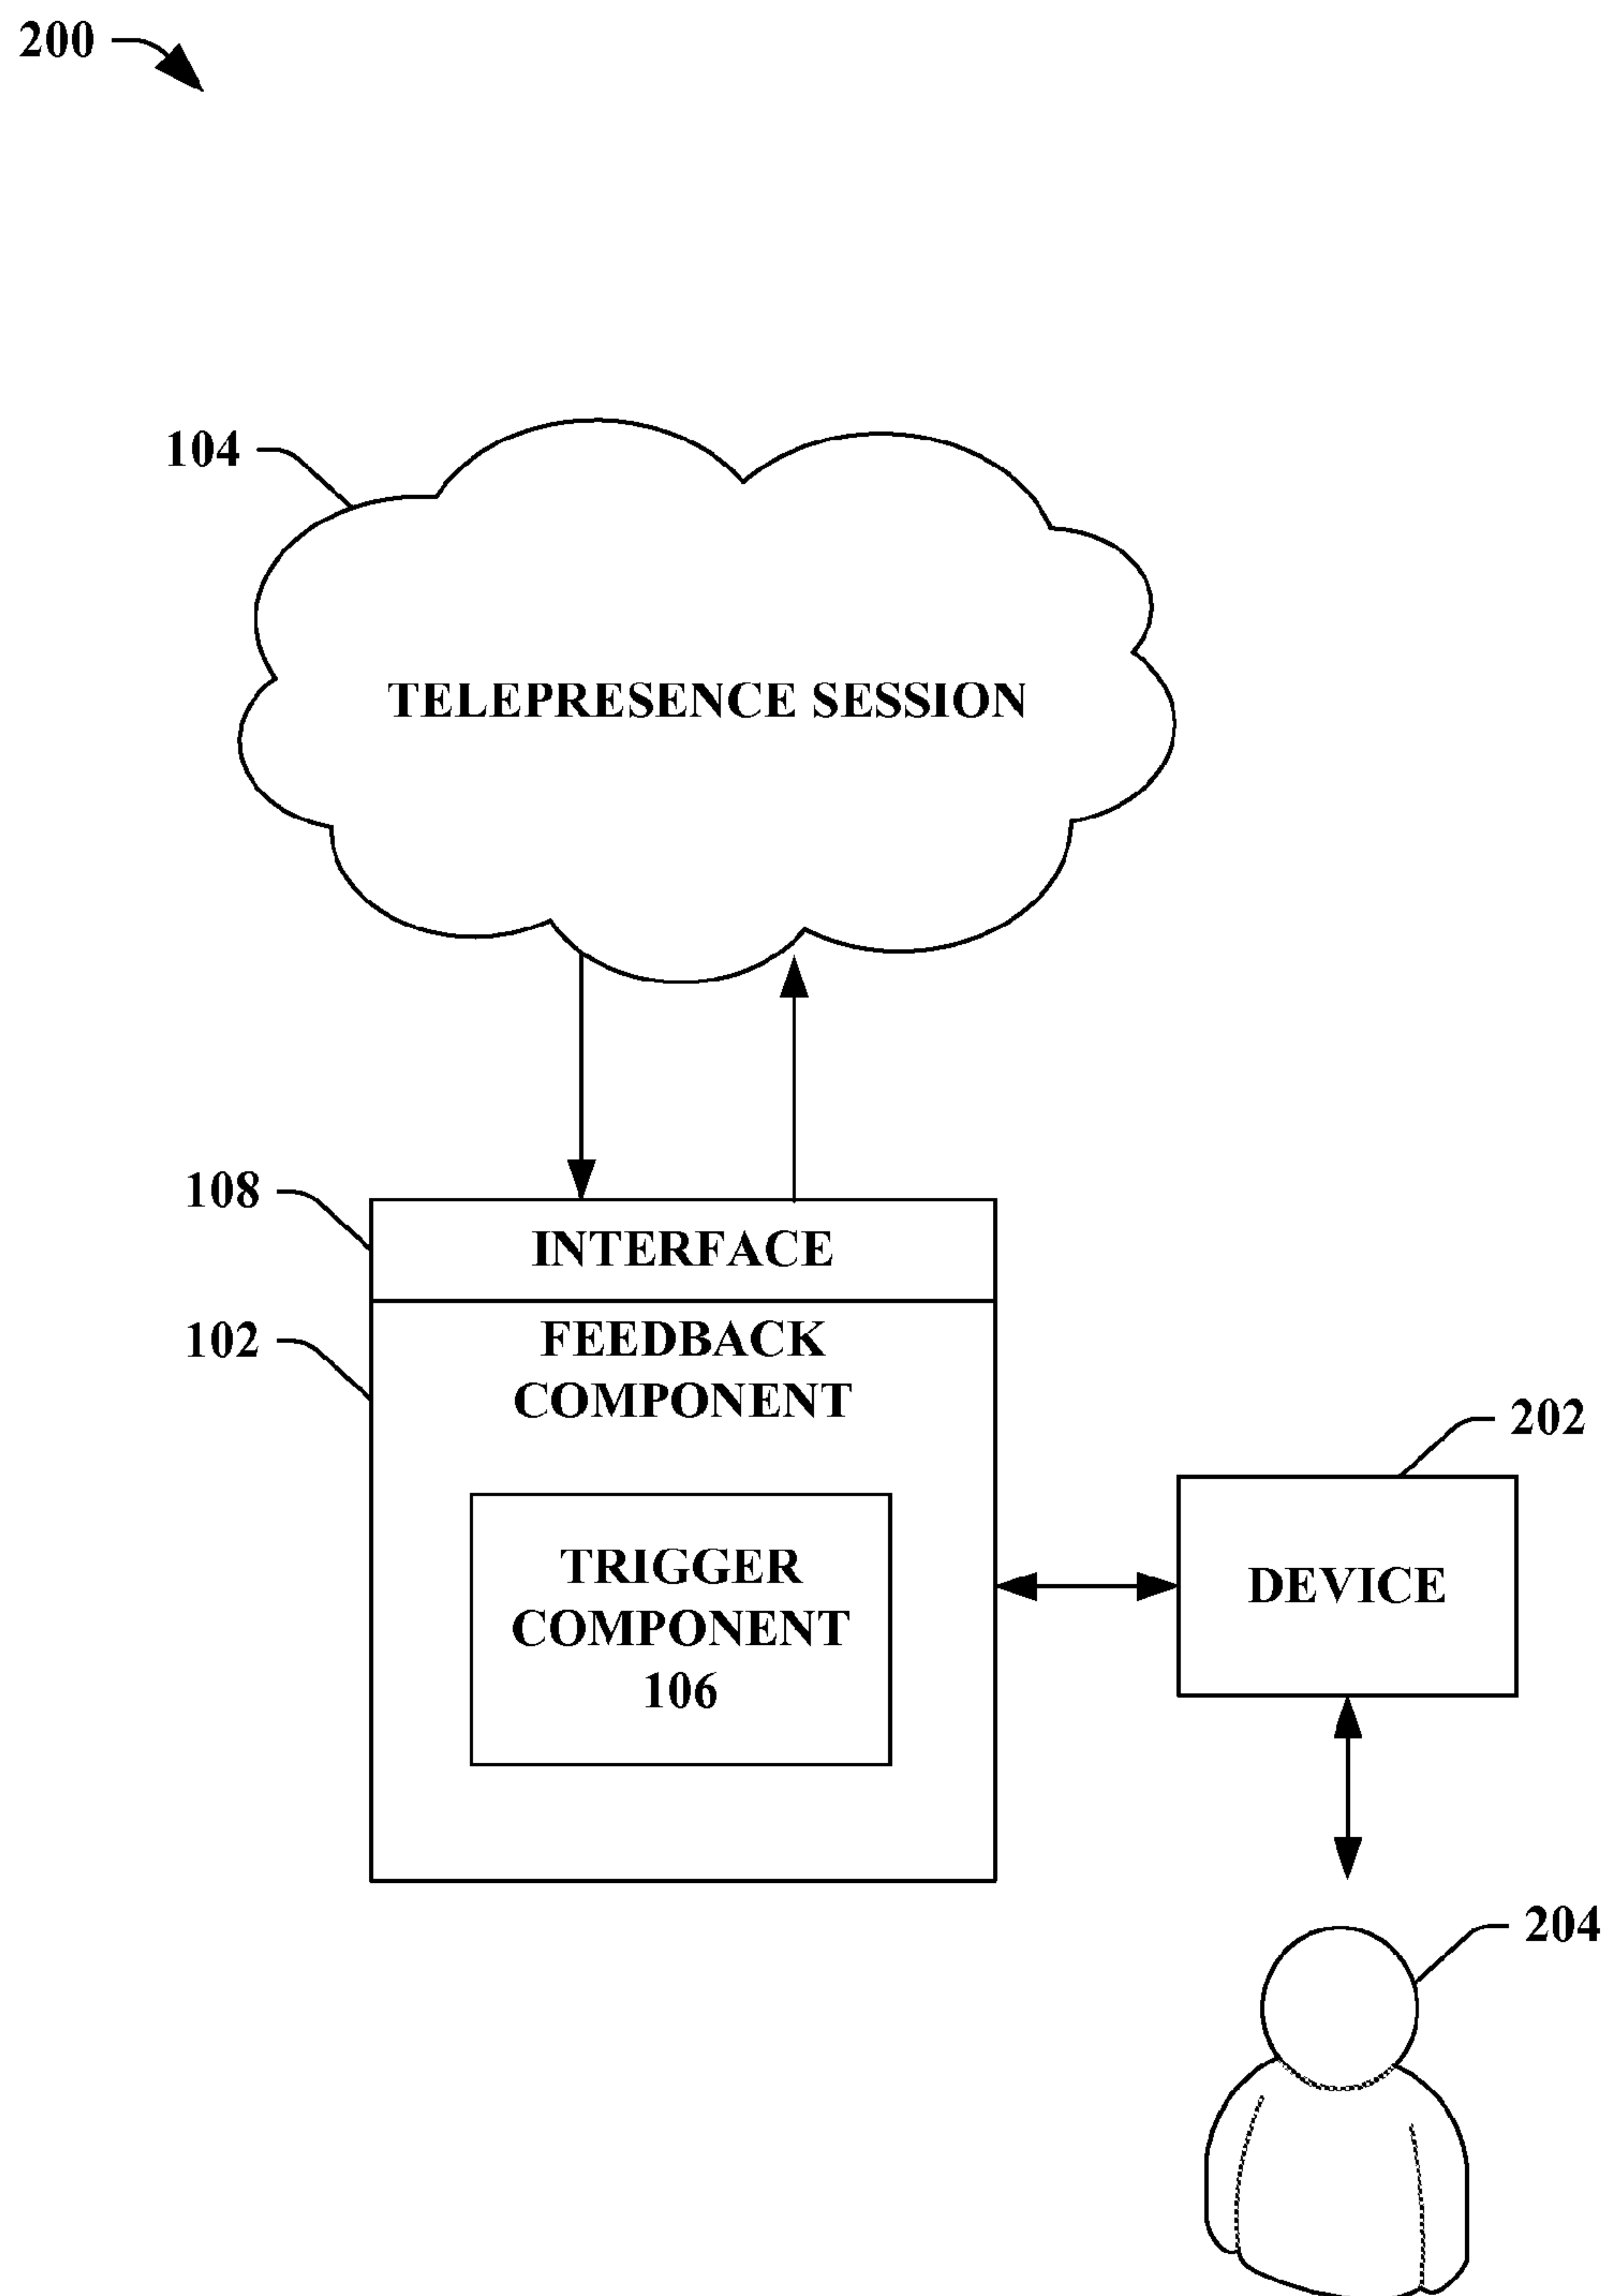 200
104
TELEPRESENCE SESSION
108
INTERFACE
102
FEEDBACK
COMPONENT
202
TRIGGER
COMPONENT
106
DEVICE
204